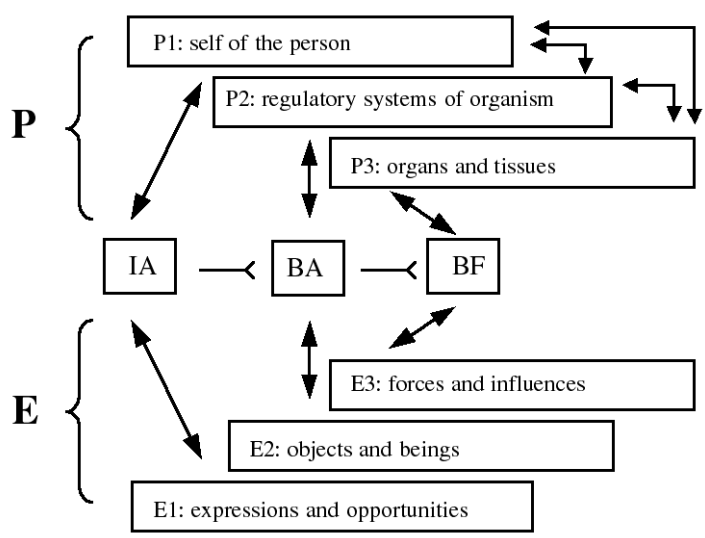 P1: self of the person
P2: regulatory systems of organism
P
P3: organs and tissues
IA
BA
BF
E3: forces and influences
E
E2: objects and beings
E1: expressions and opportunities